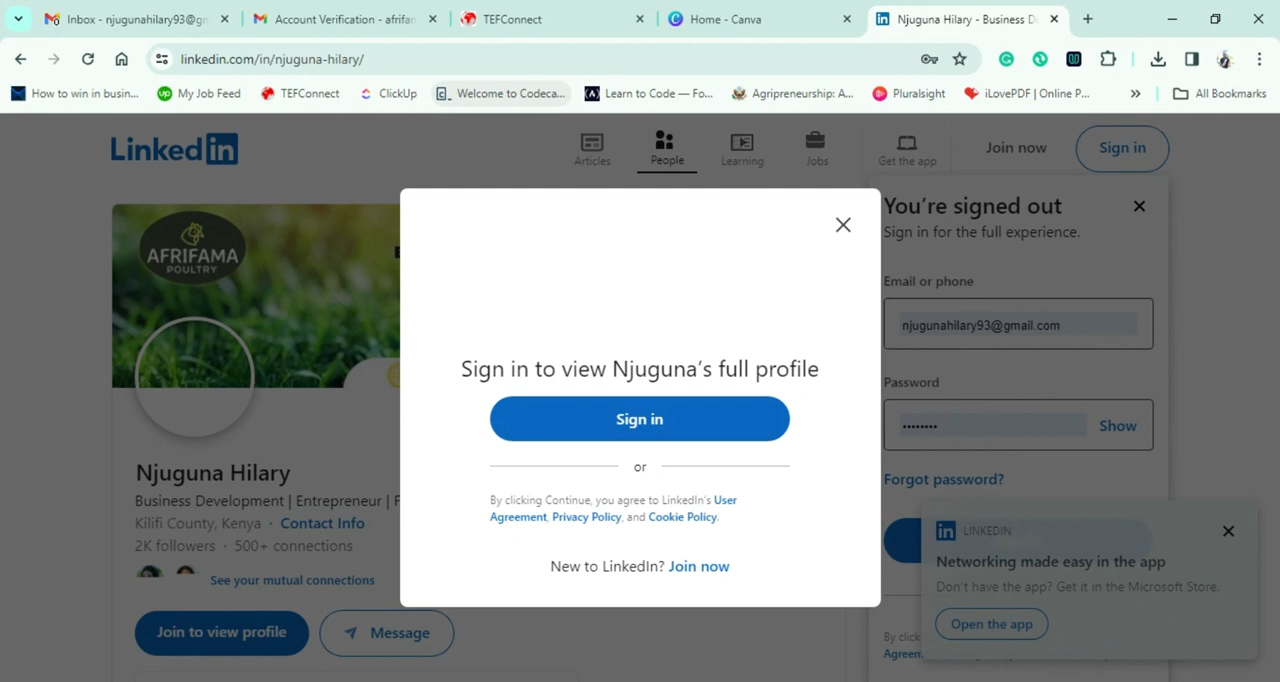 Inbox - njugunahilary93@gm
Account Verification - afrifan
TEFConnect
Home - Canva
Njuguna Hilary - Business D
linkedin.com/in/njuguna-hilary/
How to win in busin...
My Job Feed
TEFConnect
ClickUp
Welcome to Codeca...
Learn to Code — Fo...
Agripreneurship: A...
Pluralsight
iLovePDF | Online P...
All Bookmarks
Linked in
Articles
People
Learning
Jobs
Get the app
Join now
Sign in
AFRIFAMA
POULTRY
Njuguna Hilary
Business Development | Entrepreneur | F
Kilifi County, Kenya · Contact Info
2K followers · 500+ connections
See your mutual connections
Join to view profile
Message
Sign in to view Njuguna's full profile
Sign in
or
By clicking Continue, you agree to LinkedIn's User
Agreement, Privacy Policy, and Cookie Policy.
New to LinkedIn? Join now
You're signed out
Sign in for the full experience.
Email or phone
njugunahilary93@gmail.com
Password
••••••••
Show
Forgot password?
LINKEDIN
Networking made easy in the app
Don't have the app? Get it in the Microsoft Store.
Open the app
By click
Agreem